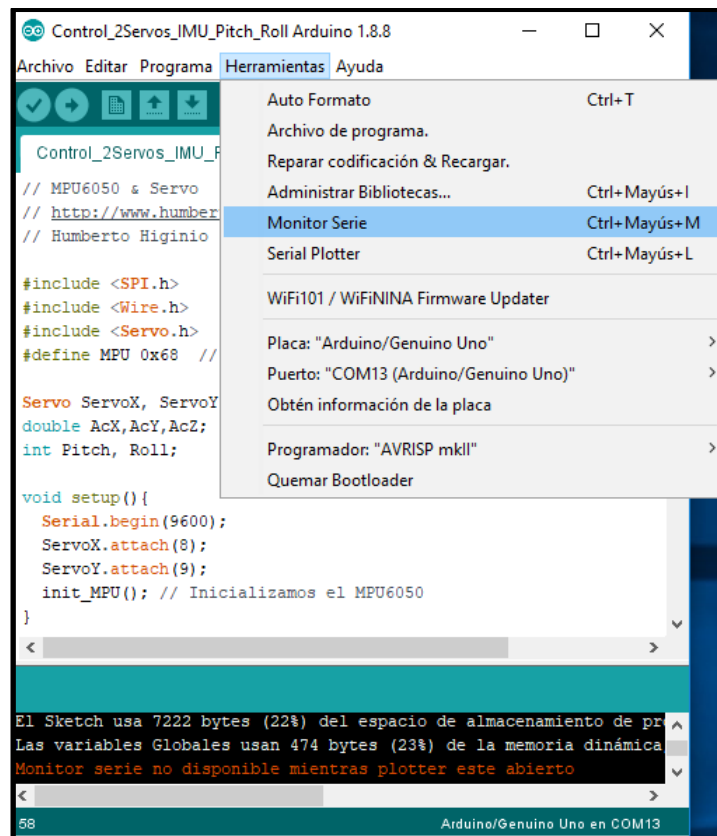 Control_2Servos_IMU_Pitch_Roll Arduino 1.8.8
Archivo Editar Programa Herramientas Ayuda
Auto Formato Ctrl+T
Archivo de programa.
Reparar codificación & Recargar.
Administrar Bibliotecas... Ctrl+Mayús+I
Monitor Serie Ctrl+Mayús+M
Serial Plotter Ctrl+Mayús+L
WiFi101 / WiFiNINA Firmware Updater
Placa: "Arduino/Genuino Uno"
Puerto: "COM13 (Arduino/Genuino Uno)"
Obtén información de la placa
Programador: "AVRISP mkII"
Quemar Bootloader
Control_2Servos_IMU_P
// MPU6050 & Servo
// http://www.humber
// Humberto Higinio
#include <SPI.h>
#include <Wire.h>
#include <Servo.h>
#define MPU 0x68 //
Servo ServoX, ServoY
double AcX,AcY,AcZ;
int Pitch, Roll;
void setup(){
Serial.begin(9600);
ServoX.attach(8);
ServoY.attach(9);
init_MPU(); // Inicializamos el MPU6050
}
El Sketch usa 7222 bytes (22%) del espacio de almacenamiento de pro
Las variables Globales usan 474 bytes (23%) de la memoria dinámica
Monitor serie no disponible mientras plotter este abierto
58 Arduino/Genuino Uno en COM13